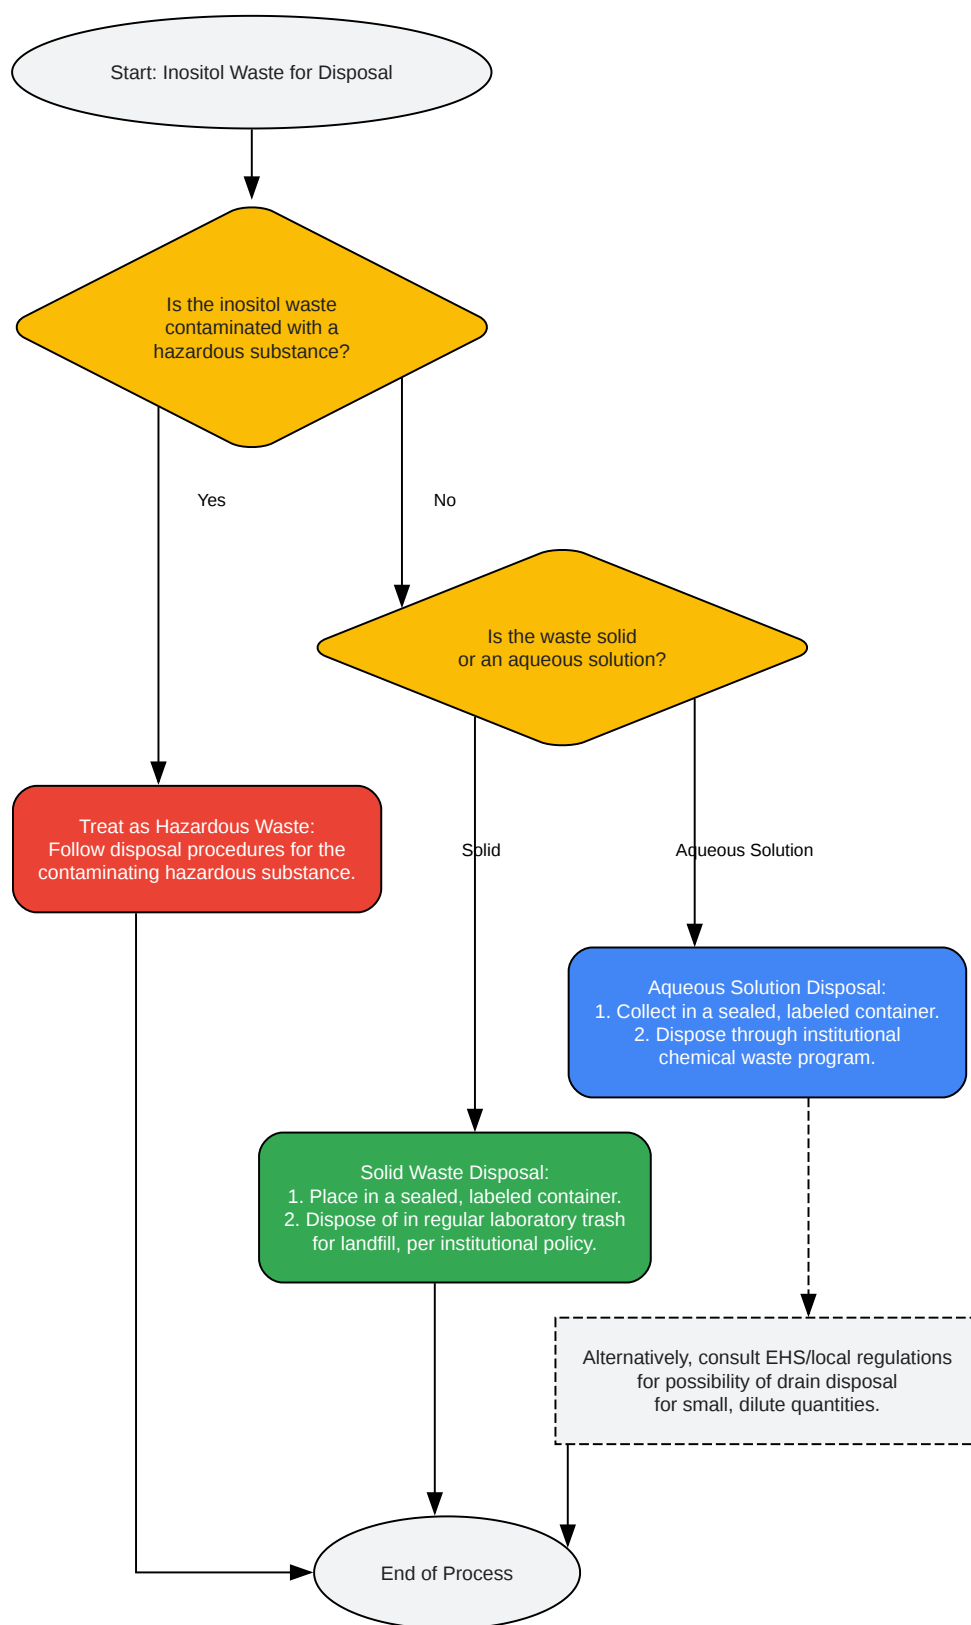 Start: Inositol Waste for Disposal
Is the inositol waste
contaminated with a
hazardous substance?
Yes
No
Is the waste solid
or an aqueous solution?
Treat as Hazardous Waste:
Follow disposal procedures for the
contaminating hazardous substance.
Solid
Aqueous Solution
Aqueous Solution Disposal:
1. Collect in a sealed, labeled container.
2. Dispose through institutional
chemical waste program.
Solid Waste Disposal:
1. Place in a sealed, labeled container.
2. Dispose of in regular laboratory trash
for landfill, per institutional policy.
Alternatively, consult EHS/local regulations
for possibility of drain disposal
for small, dilute quantities.
End of Process